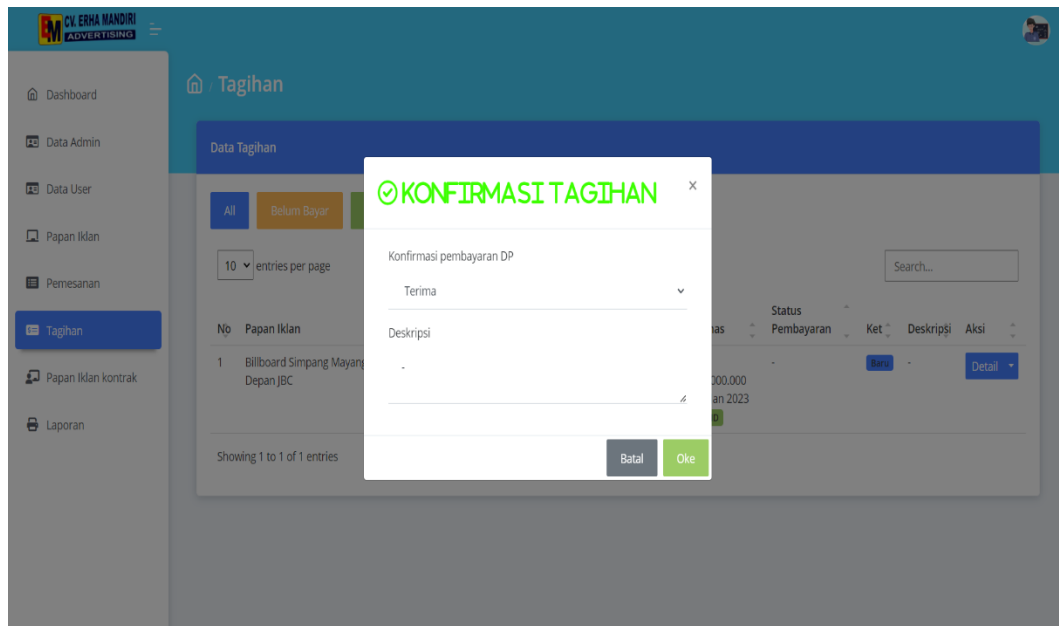 CV. ERHA MANDIRI
ADVERTISING
Tagihan
Dashboard
Data Admin
Data User
Papan Iklan
Pemesanan
Tagihan
Papan Iklan kontrak
Laporan
Data Tagihan
All
Belum Bayar
10 entries per page
Search...
No Papan Iklan
Status
Pembayaran
Ket Deskripsi Aksi
1 Billboard Simpang Mayang
Depan JBC
000.000
2023
-
Baru
-
Detail
Showing 1 to 1 of 1 entries
KONFIRMASI TAGIHAN
×
Konfirmasi pembayaran DP
Terima
Deskripsi
-
Batal
Oke